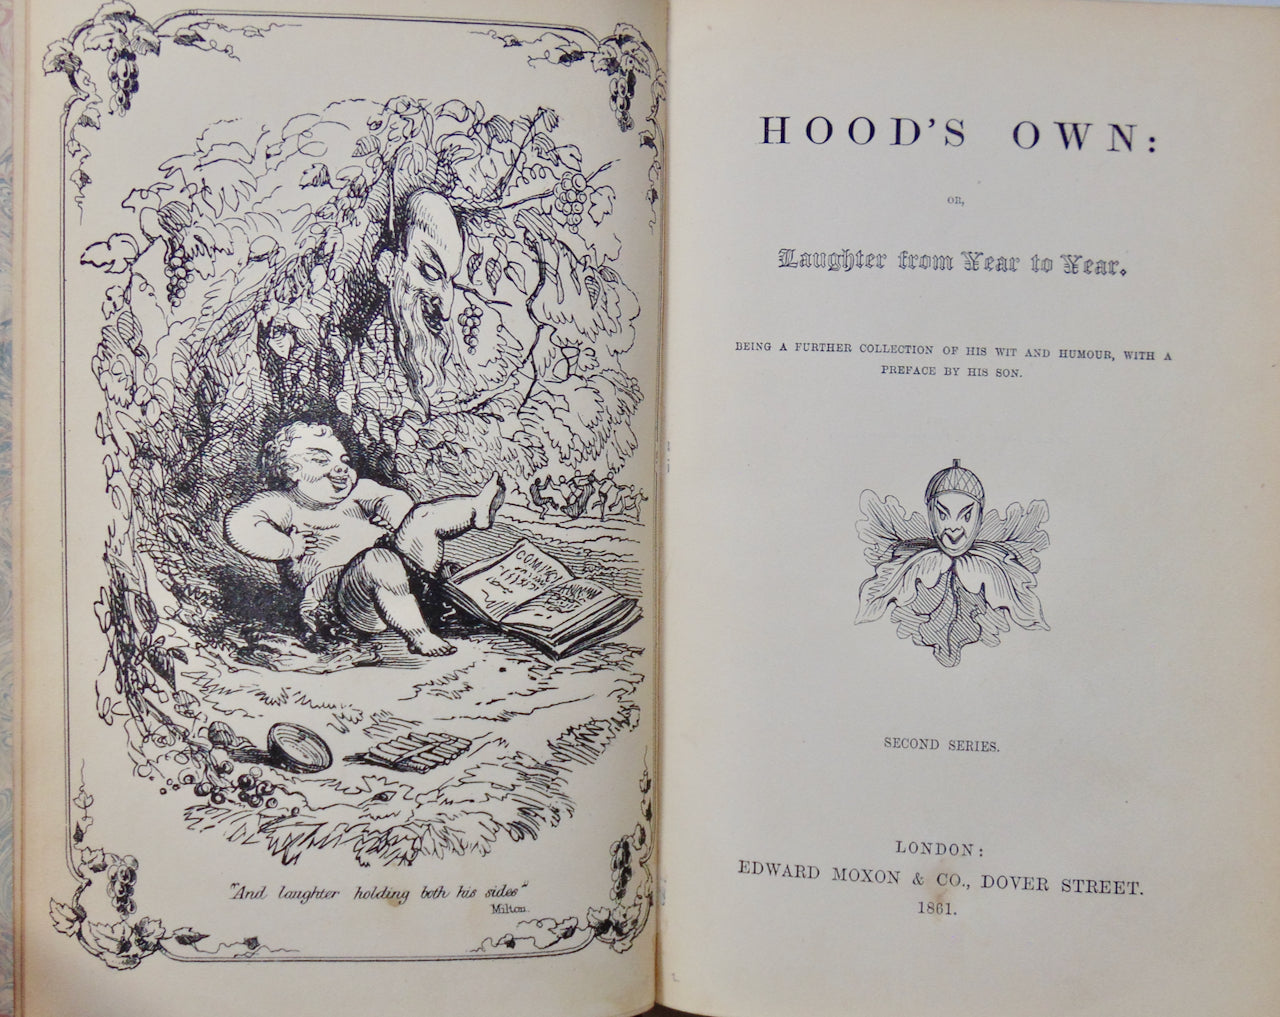 "And laughter holding both his sides"
Milton.
COMIC
HOOD'S OWN:
OR,
Laughter from Year to Year.
BEING A FURTHER COLLECTION OF HIS WIT AND HUMOUR, WITH A
PREFACE BY HIS SON.
SECOND SERIES.
LONDON:
EDWARD MOXON & CO., DOVER STREET.
1861.